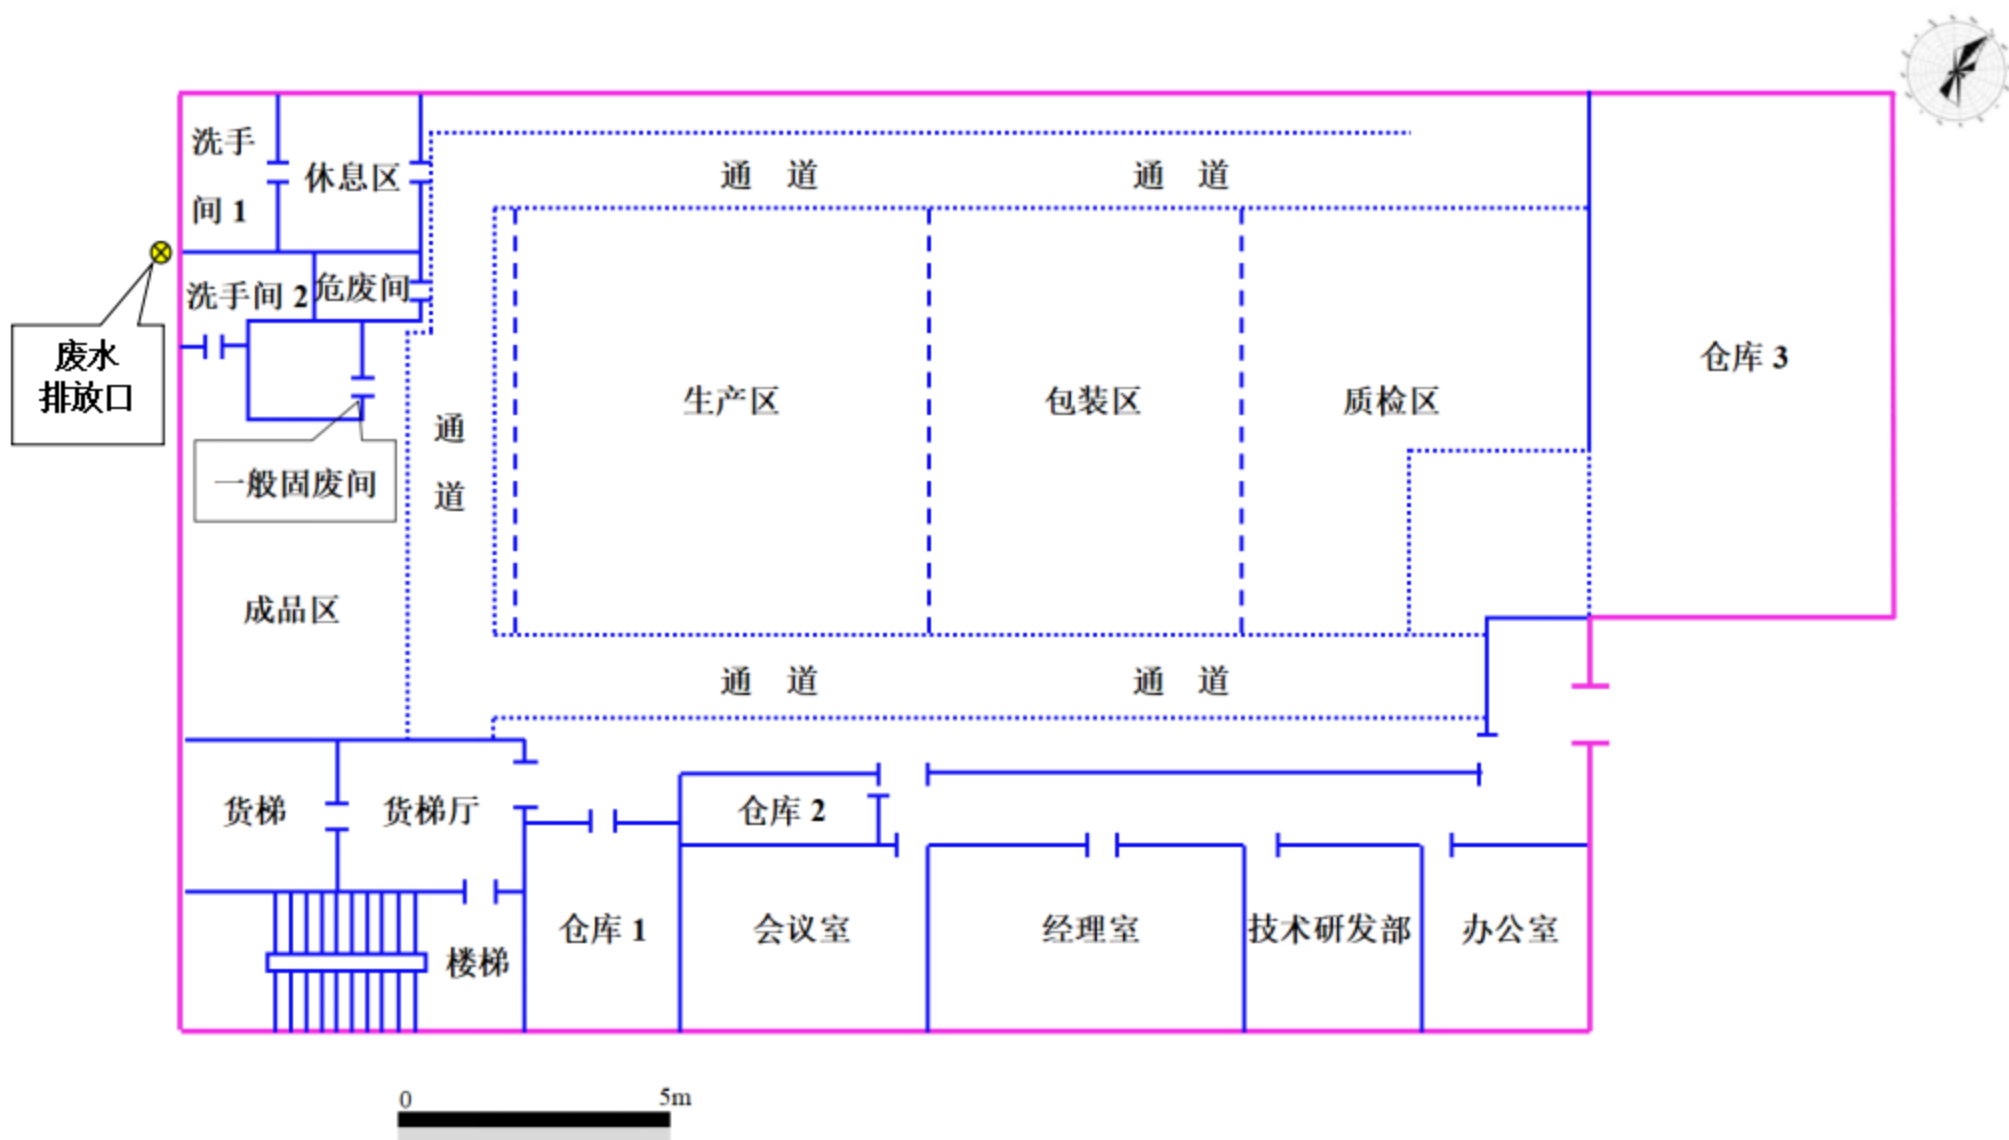 洗手
间 1
休息区
通 道
通 道
洗手间 2
危废间
废水
排放口
仓库 3
生产区
包装区
质检区
通
道
一般固废间
成品区
通 道
通 道
货梯
货梯厅
仓库 2
仓库 1
会议室
经理室
技术研发部
办公室
楼梯
0
5m